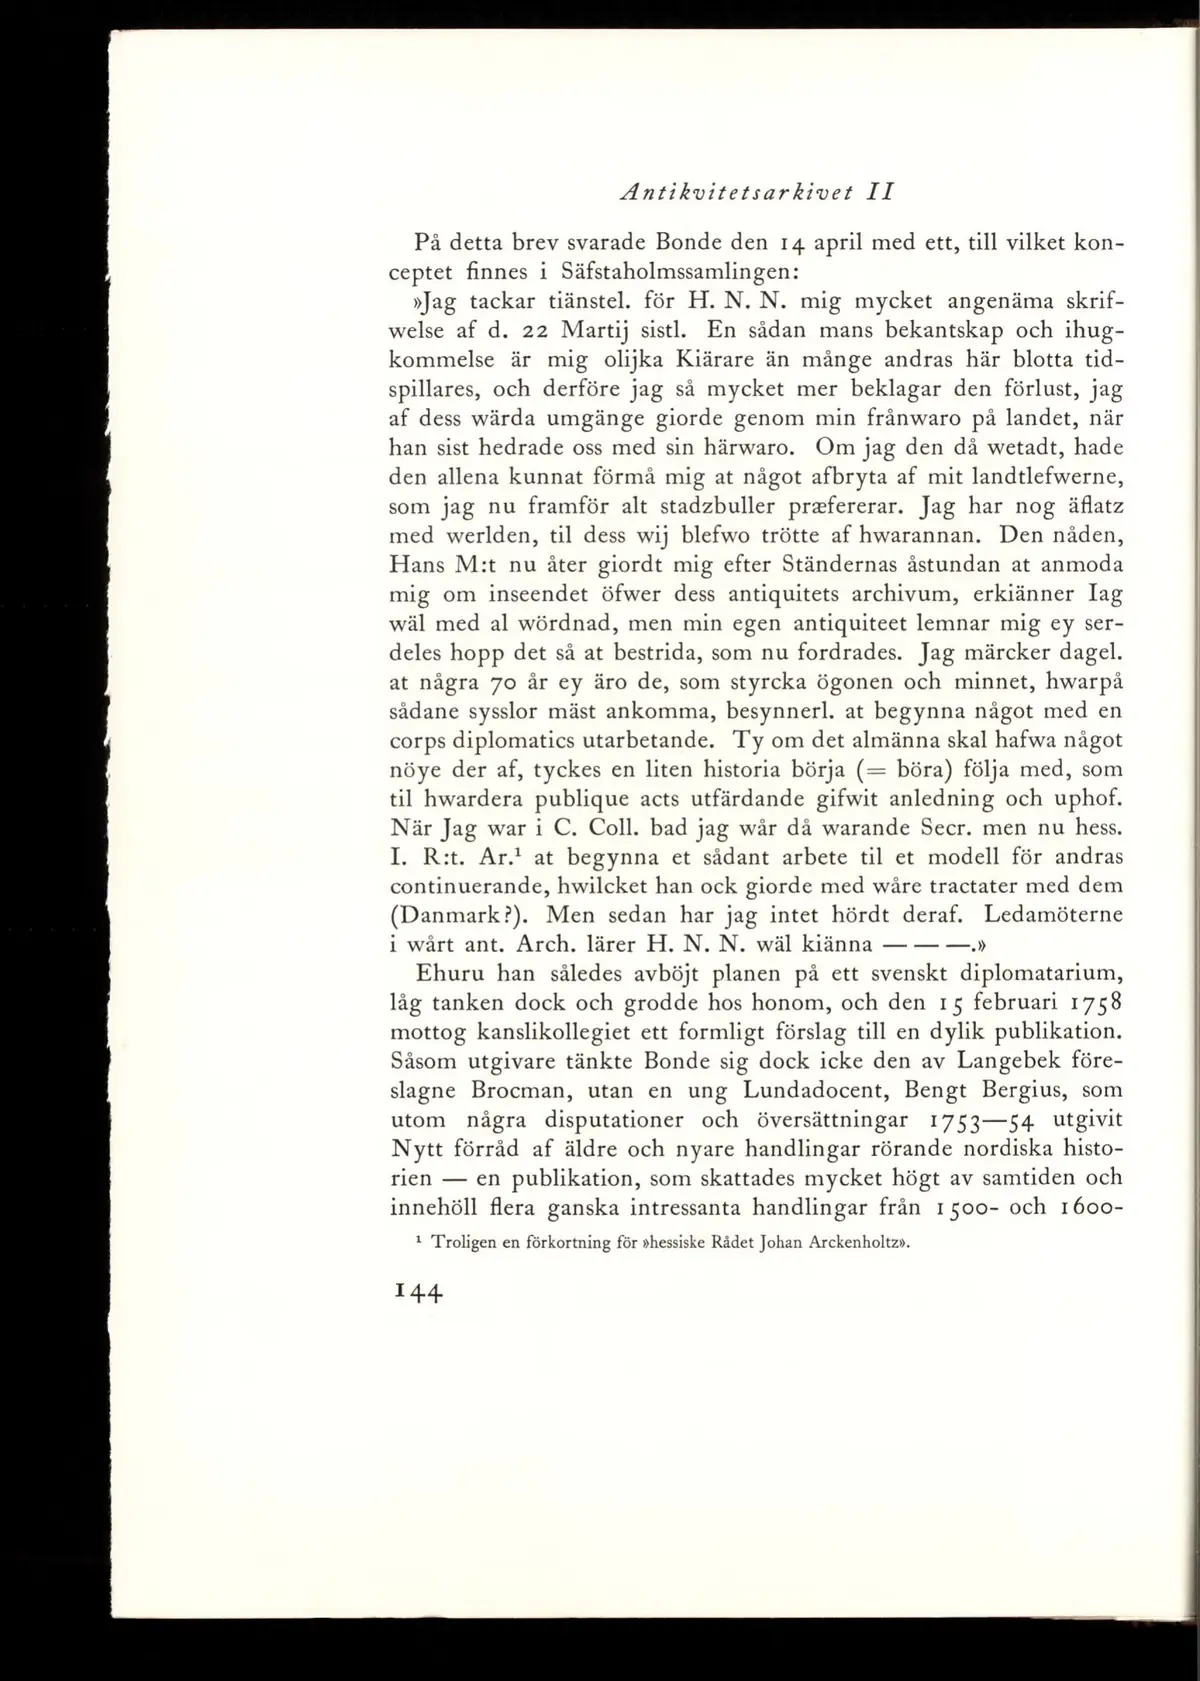 Antikvitetsarkivet II
På detta brev svarade Bonde den 14 april med ett, till vilket kon-
ceptet finnes i Säfstaholmssamlingen:
»Jag tackar tiänstel. för H. N. N. mig mycket angenäma skrif-
welse af d. 22 Martij sistl. En sådan mans bekantskap och ihug-
kommelse är mig olijka Kiärare än månge andras här blotta tid-
spillares, och derföre jag så mycket mer beklagar den förlust, jag
af dess wärda umgänge giorde genom min frånwaro på landet, när
han sist hedrade oss med sin härwaro. Om jag den då wetadt, hade
den allena kunnat förmå mig at något afbryta af mit landtlefwerne,
som jag nu framför alt stadzbuller præfererar. Jag har nog äflatz
med werlden, til dess wij blefwo trötte af hwarannan. Den nåden,
Hans M:t nu åter giordt mig efter Ständernas åstundan at anmoda
mig om inseendet öfwer dess antiquitets archivum, erkiänner Iag
wäl med al wördnad, men min egen antiquiteet lemnar mig ey ser-
deles hopp det så at bestrida, som nu fordrades. Jag märcker dagel.
at några 70 år ey äro de, som styrcka ögonen och minnet, hwarpå
sådane sysslor mäst ankomma, besynnerl. at begynna något med en
corps diplomatics utarbetande. Ty om det almänna skal hafwa något
nöye der af, tyckes en liten historia börja (= böra) följa med, som
til hwardera publique acts utfärdande gifwit anledning och uphof.
När Jag war i C. Coll. bad jag wår då warande Secr. men nu hess.
I. R:t. Ar.¹ at begynna et sådant arbete til et modell för andras
continuerande, hwilcket han ock giorde med wåre tractater med dem
(Danmark?). Men sedan har jag intet hördt deraf. Ledamöterne
i wårt ant. Arch. lärer H. N. N. wäl kiänna — — —.»
Ehuru han således avböjt planen på ett svenskt diplomatarium,
låg tanken dock och grodde hos honom, och den 15 februari 1758
mottog kanslikollegiet ett formligt förslag till en dylik publikation.
Såsom utgivare tänkte Bonde sig dock icke den av Langebek före-
slagne Brocman, utan en ung Lundadocent, Bengt Bergius, som
utom några disputationer och översättningar 1753—54 utgivit
Nytt förråd af äldre och nyare handlingar rörande nordiska histo-
rien — en publikation, som skattades mycket högt av samtiden och
innehöll flera ganska intressanta handlingar från 1500- och 1600-
¹ Troligen en förkortning för »hessiske Rådet Johan Arckenholtz».
144